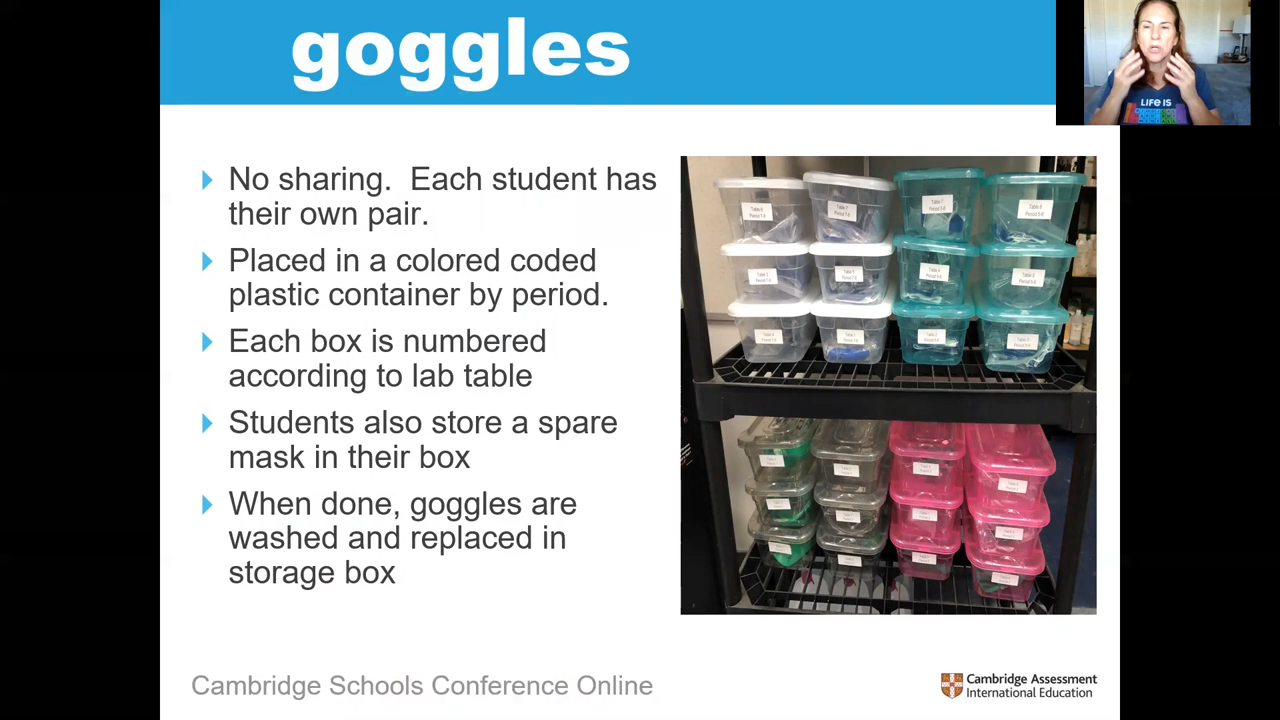 goggles
LIFE IS
No sharing.  Each student has
their own pair.
Placed in a colored coded
plastic container by period.
Each box is numbered
according to lab table
Students also store a spare
mask in their box
When done, goggles are
washed and replaced in
storage box
Cambridge Schools Conference Online
Cambridge Assessment
International Education